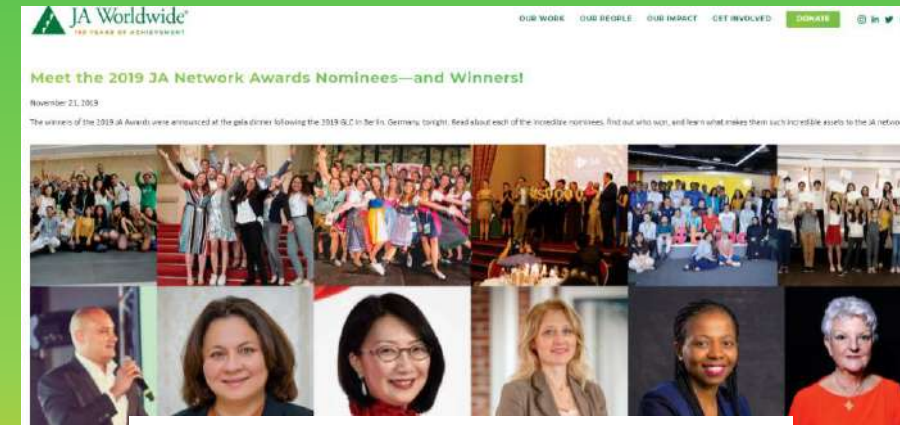 JA Worldwide®
100 YEARS OF ACHIEVEMENT
OUR WORK OUR PEOPLE OUR IMPACT GET INVOLVED DONATE
Meet the 2019 JA Network Awards Nominees—and Winners!
November 21, 2019
The winners of the 2019 JA Awards were announced at the gala dinner following the 2019 GLC in Berlin, Germany, tonight. Read about each of the incredible nominees, find out who won, and learn what makes them such incredible assets to the JA networ